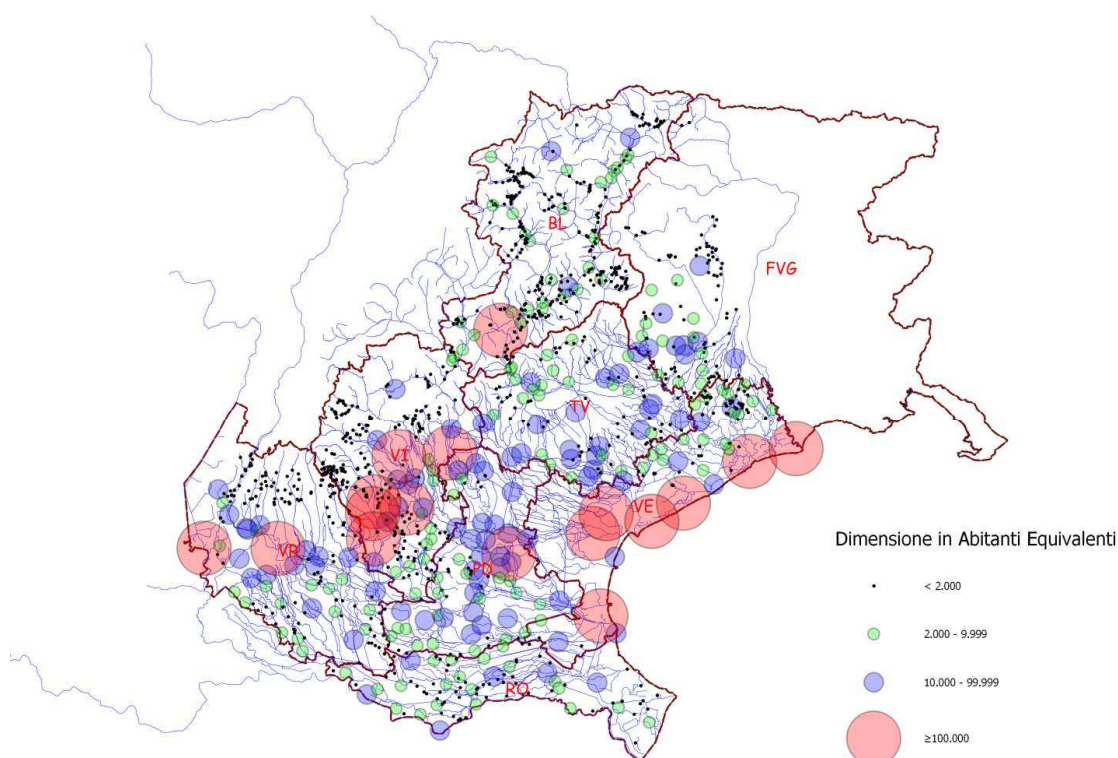 BL
FVG
TV
VI
VE
VR
PD
RO
Dimensione in Abitanti Equivalenti
< 2.000
2.000 - 9.999
10.000 - 99.999
≥100.000